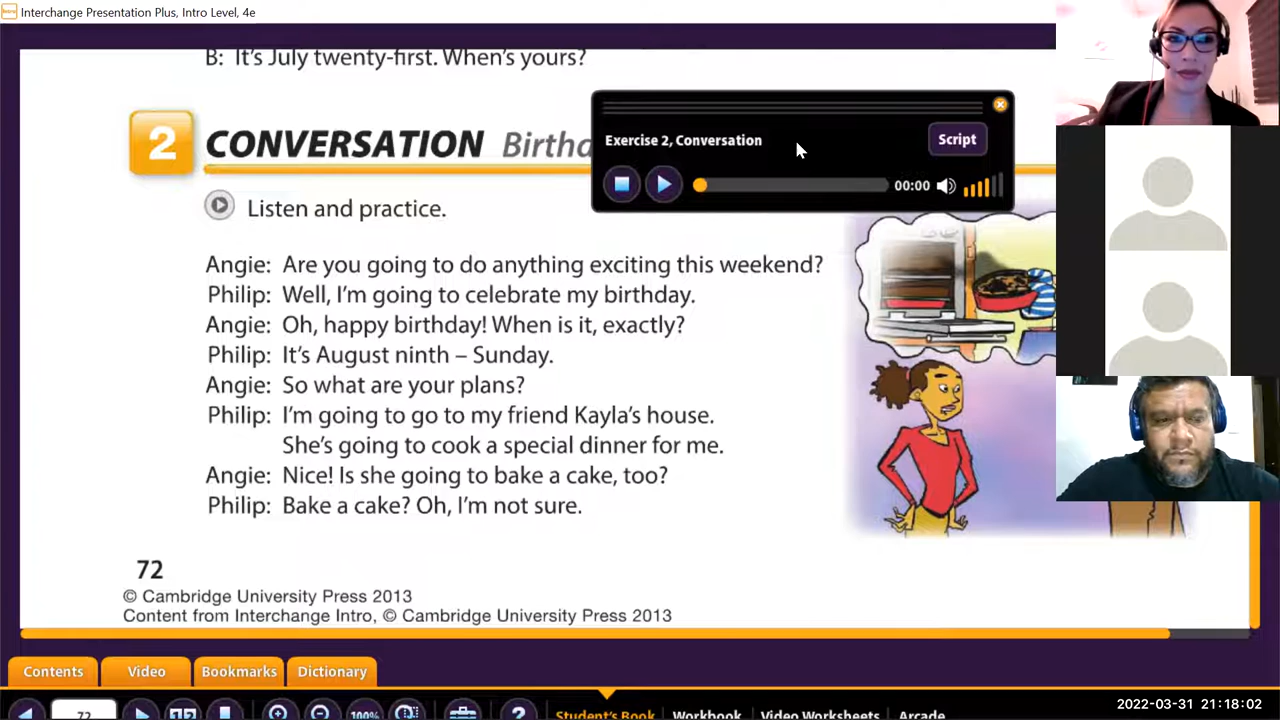 Interchange Presentation Plus, Intro Level, 4e
B: It's July twenty-first. When's yours?
2 CONVERSATION
Exercise 2, Conversation
Script
00:00
Listen and practice.
Angie: Are you going to do anything exciting this weekend?
Philip: Well, I'm going to celebrate my birthday.
Angie: Oh, happy birthday! When is it, exactly?
Philip: It's August ninth – Sunday.
Angie: So what are your plans?
Philip: I'm going to go to my friend Kayla's house.
She's going to cook a special dinner for me.
Angie: Nice! Is she going to bake a cake, too?
Philip: Bake a cake? Oh, I'm not sure.
72
© Cambridge University Press 2013
Content from Interchange Intro, © Cambridge University Press 2013
Contents Video Bookmarks Dictionary
72 100% ? Student's Book Workbook Video Worksheets Arcade
2022-03-31 21:18:02